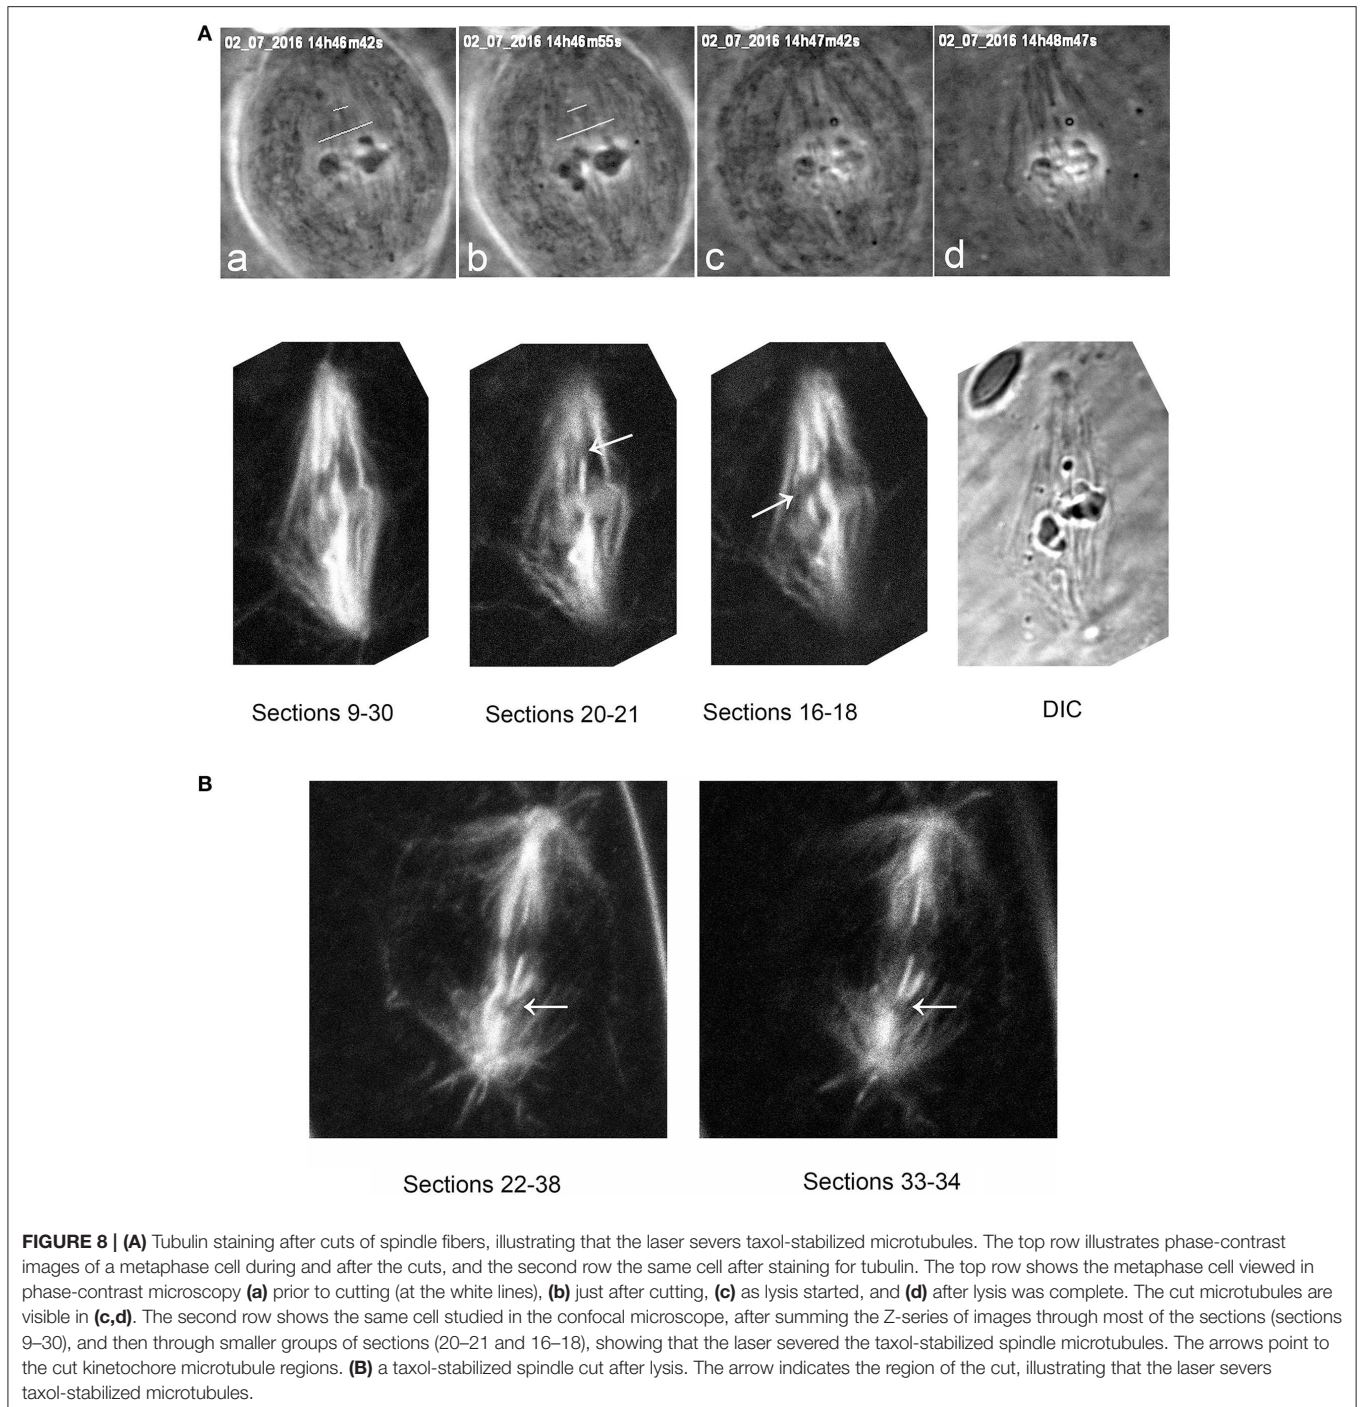 A
02_07_2016 14h46m42s
02_07_2016 14h46m55s
02_07_2016 14h47m42s
02_07_2016 14h48m47s
a
b
c
d
Sections 9-30
Sections 20-21
Sections 16-18
DIC
B
Sections 22-38
Sections 33-34
FIGURE 8 | (A) Tubulin staining after cuts of spindle fibers, illustrating that the laser severs taxol-stabilized microtubules. The top row illustrates phase-contrast
images of a metaphase cell during and after the cuts, and the second row the same cell after staining for tubulin. The top row shows the metaphase cell viewed in
phase-contrast microscopy (a) prior to cutting (at the white lines), (b) just after cutting, (c) as lysis started, and (d) after lysis was complete. The cut microtubules are
visible in (c,d). The second row shows the same cell studied in the confocal microscope, after summing the Z-series of images through most of the sections (sections
9–30), and then through smaller groups of sections (20–21 and 16–18), showing that the laser severed the taxol-stabilized spindle microtubules. The arrows point to
the cut kinetochore microtubule regions. (B) a taxol-stabilized spindle cut after lysis. The arrow indicates the region of the cut, illustrating that the laser severs
taxol-stabilized microtubules.